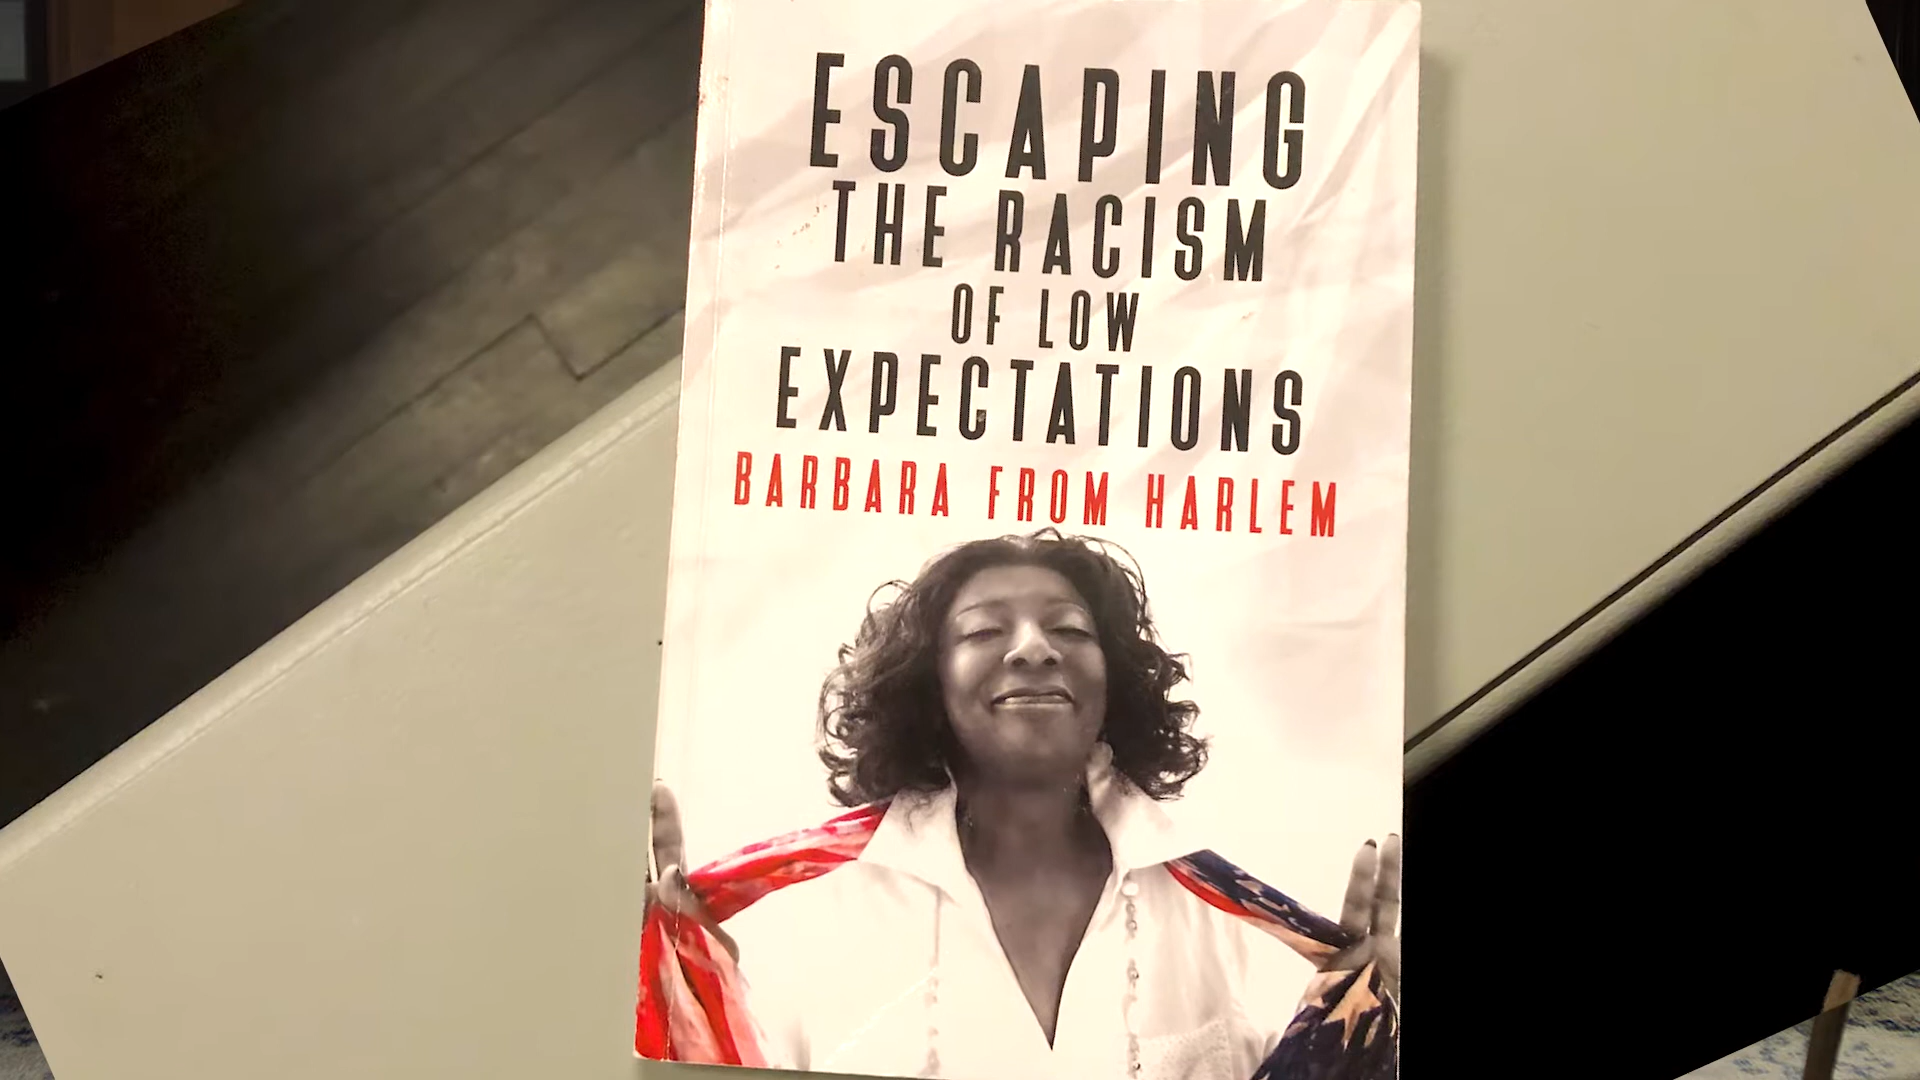 ESCAPING
THE RACISM
OF LOW
EXPECTATIONS
BARBARA FROM HARLEM